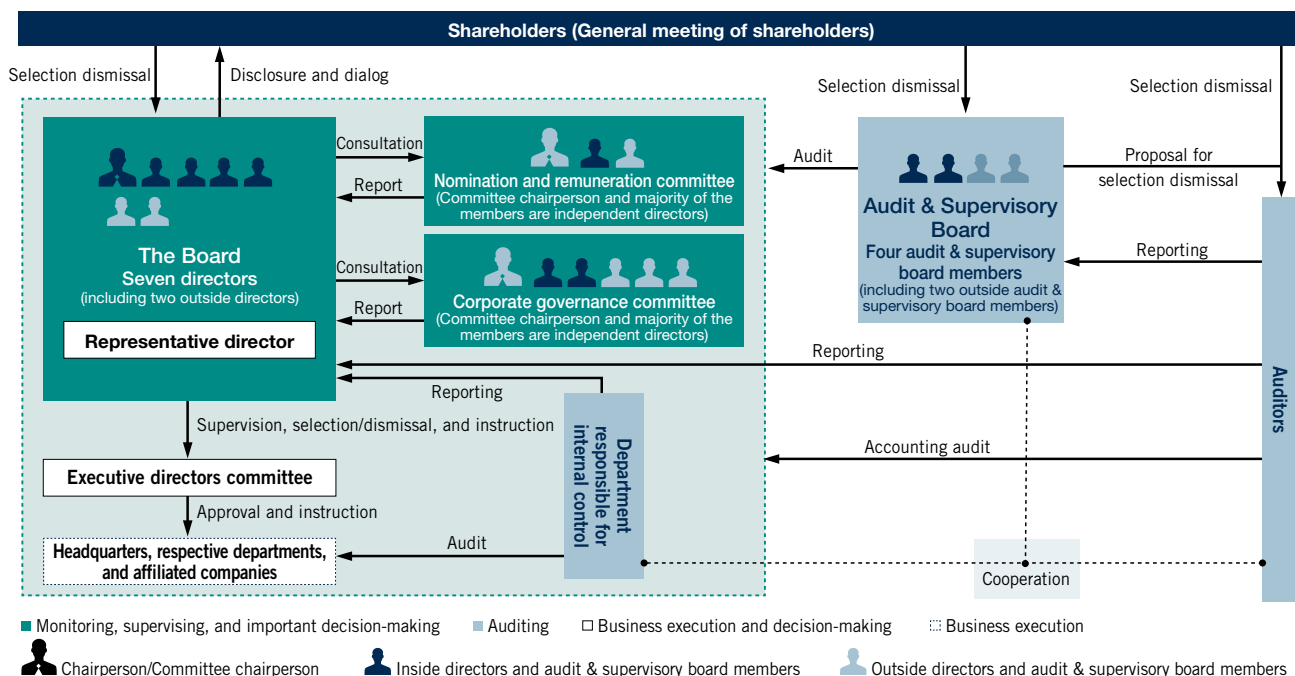 Shareholders (General meeting of shareholders)
Selection dismissal
Disclosure and dialog
Selection dismissal
Selection dismissal
The Board
Seven directors
(including two outside directors)
Representative director
Consultation
Report
Nomination and remuneration committee
(Committee chairperson and majority of the
members are independent directors)
Consultation
Report
Corporate governance committee
(Committee chairperson and majority of the
members are independent directors)
Audit
Audit & Supervisory
Board
Four audit & supervisory
board members
(including two outside audit &
supervisory board members)
Proposal for
selection dismissal
Reporting
Reporting
Reporting
Auditors
Supervision, selection/dismissal, and instruction
Department
responsible for
internal control
Accounting audit
Executive directors committee
Approval and instruction
Headquarters, respective departments,
and affiliated companies
Audit
Cooperation
Monitoring, supervising, and important decision-making
Auditing
Business execution and decision-making
Business execution
Chairperson/Committee chairperson
Inside directors and audit & supervisory board members
Outside directors and audit & supervisory board members